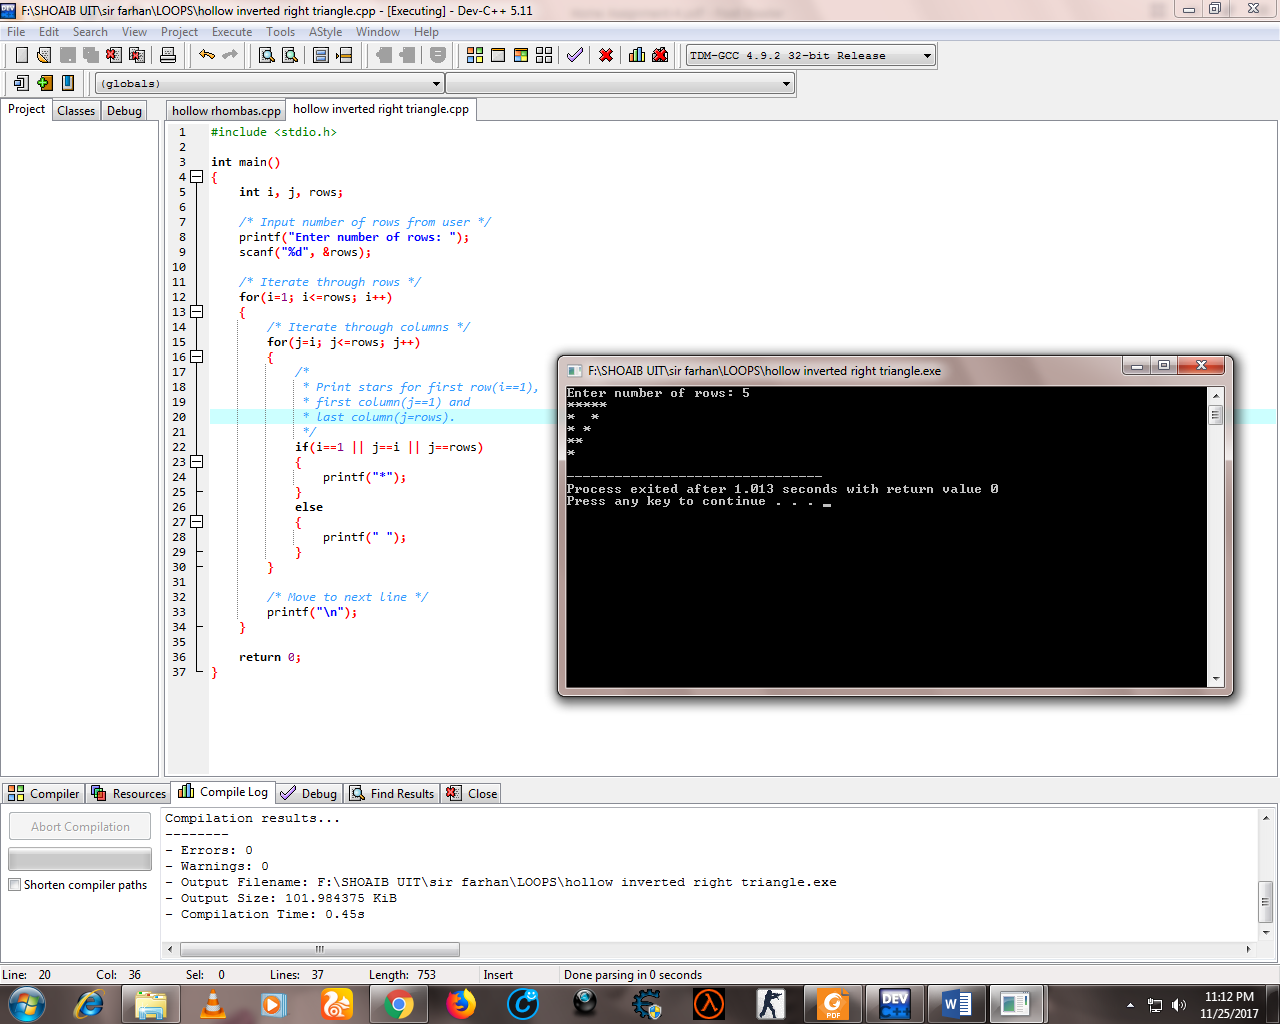 F:\SHOAIB UIT\sir farhan\LOOPS\hollow inverted right triangle.cpp - [Executing] - Dev-C++ 5.11
File Edit Search View Project Execute Tools AStyle Window Help
TDM-GCC 4.9.2 32-bit Release
(globals)
Project Classes Debug
hollow rhombas.cpp hollow inverted right triangle.cpp
1 #include <stdio.h>
2
3 int main()
4 {
5 int i, j, rows;
6
7 /* Input number of rows from user */
8 printf("Enter number of rows: ");
9 scanf("%d", &rows);
10
11 /* Iterate through rows */
12 for(i=1; i<=rows; i++)
13 {
14 /* Iterate through columns */
15 for(j=i; j<=rows; j++)
16 {
17 /*
18 * Print stars for first row(i==1),
19 * first column(j==1) and
20 * last column(j=rows).
21 */
22 if(i==1 || j==i || j==rows)
23 {
24 printf("*");
25 }
26 else
27 {
28 printf(" ");
29 }
30 }
31
32 /* Move to next line */
33 printf("\n");
34 }
35
36 return 0;
37 }
F:\SHOAIB UIT\sir farhan\LOOPS\hollow inverted right triangle.exe
Enter number of rows: 5
*****
*  *
* *
**
*
--------------------------------
Process exited after 1.013 seconds with return value 0
Press any key to continue . . . _
Compiler Resources Compile Log Debug Find Results Close
Abort Compilation
Shorten compiler paths
Compilation results...
--------
- Errors: 0
- Warnings: 0
- Output Filename: F:\SHOAIB UIT\sir farhan\LOOPS\hollow inverted right triangle.exe
- Output Size: 101.984375 KiB
- Compilation Time: 0.45s
Line: 20 Col: 36 Sel: 0 Lines: 37 Length: 753 Insert Done parsing in 0 seconds
PDF
DEV C++
W
11:12 PM
11/25/2017